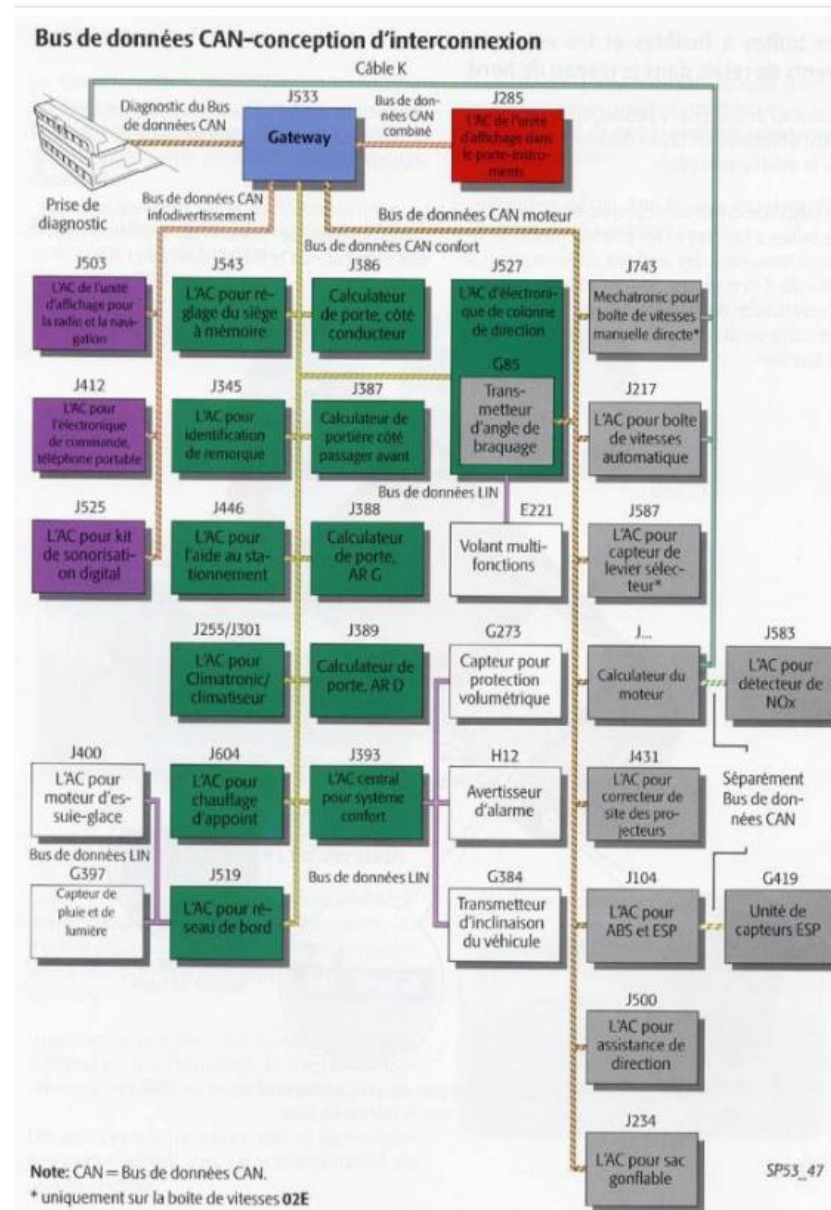 Bus de données CAN-conception d'interconnexion
Câble K
Diagnostic du Bus
de données CAN
J533
Gateway
Bus de don-
nées CAN
combiné
J285
L'AC de l'unité
d'affichage dans
le porte-instru-
ments
Prise de
diagnostic
Bus de données CAN
infodivertissement
Bus de données CAN moteur
Bus de données CAN confort
J503
L'AC de l'unité
d'affichage pour
la radio et la navi-
gation
J543
L'AC pour ré-
glage du siège
à mémoire
J386
Calculateur
de porte, côté
conducteur
J527
L'AC d'électroni-
que de colonne
de direction
G85
Trans-
metteur
d'angle de
braquage
J743
Mechatronic pour
boîte de vitesses
manuelle directe*
J412
L'AC pour
l'électronique
de commande,
téléphone portable
J345
L'AC pour
identification
de remorque
J387
Calculateur de
portière côté
passager avant
J217
L'AC pour boîte
de vitesses
automatique
Bus de données LIN
J525
L'AC pour kit
de sonorisati-
on digital
J446
L'AC pour
l'aide au sta-
tionnement
J388
Calculateur
de porte,
AR G
E221
Volant multi-
fonctions
J587
L'AC pour
capteur de
levier sélec-
teur*
J255/J301
L'AC pour
Climatronic/
climatiseur
J389
Calculateur de
porte, AR D
G273
Capteur pour
protection
volumétrique
J...
Calculateur du
moteur
J583
L'AC pour
détecteur de
NOx
J400
L'AC pour
moteur d'es-
suie-glace
J604
L'AC pour
chauffage
d'appoint
J393
L'AC central
pour système
confort
H12
Avertisseur
d'alarme
J431
L'AC pour
correcteur de
site des pro-
jecteurs
Séparément
Bus de don-
nées CAN
Bus de données LIN
G397
Capteur de
pluie et de
lumière
J519
L'AC pour ré-
seau de bord
Bus de données LIN
G384
Transmetteur
d'inclinaison
du véhicule
J104
L'AC pour
ABS et ESP
G419
Unité de
capteurs ESP
J500
L'AC pour
assistance de
direction
J234
L'AC pour sac
gonflable
Note: CAN = Bus de données CAN.
* uniquement sur la boîte de vitesses 02E
SP53_47